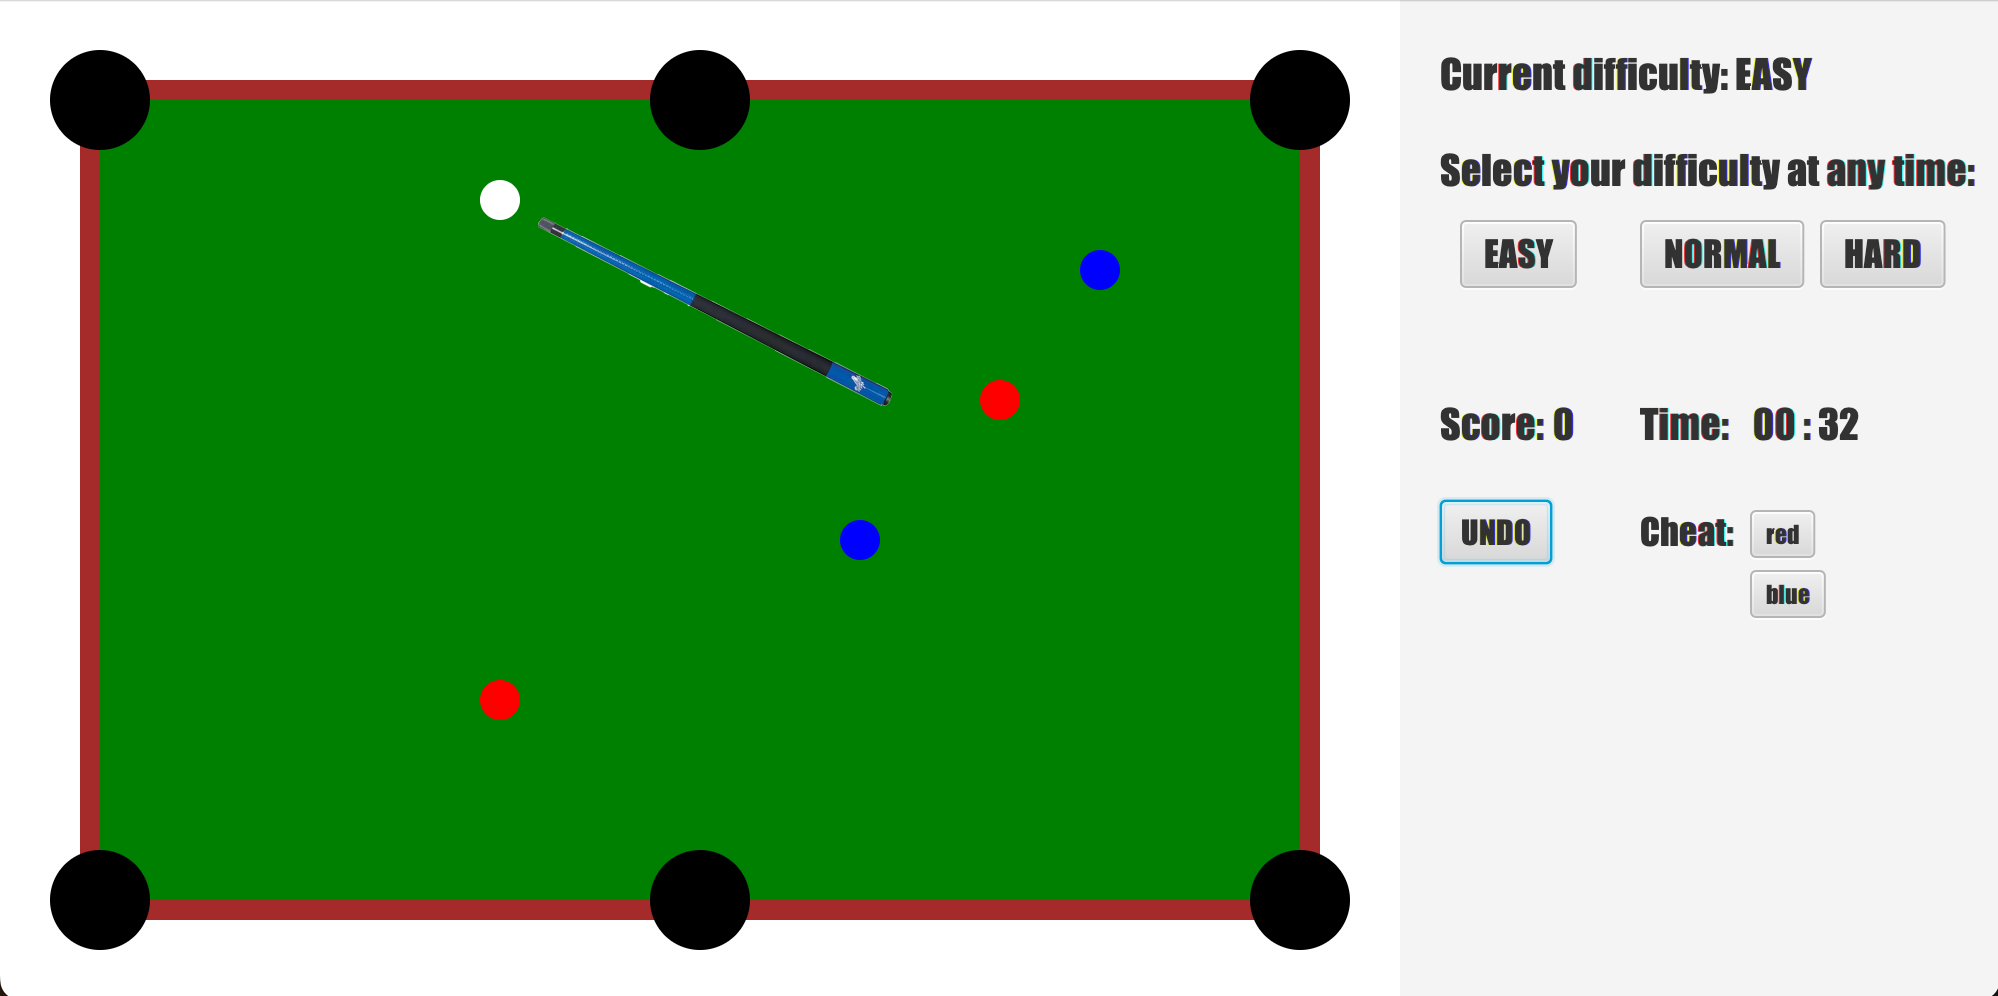 Current difficulty: EASY
Select your difficulty at any time:
EASY NORMAL HARD
Score: 0 Time: 00 : 32
UNDO Cheat: red
blue